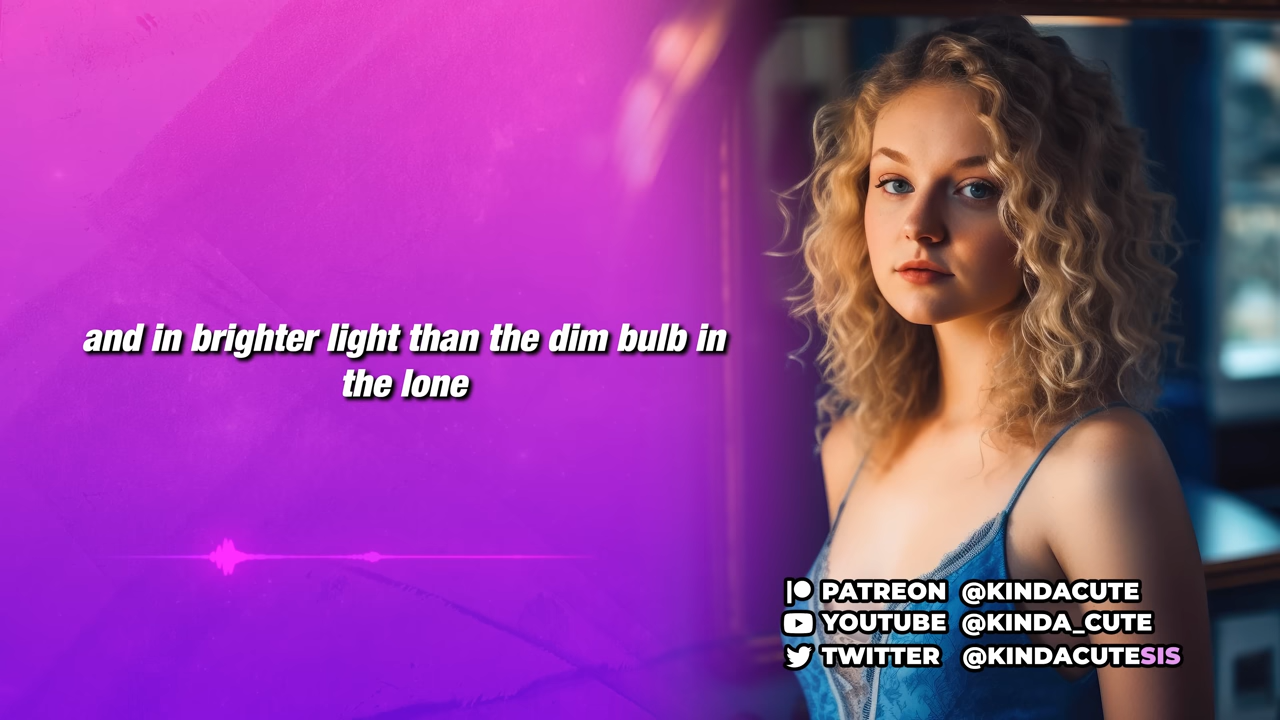 and in brighter light than the dim bulb in
the lone
PATREON @KINDACUTE
YOUTUBE @KINDA_CUTE
TWITTER @KINDACUTESIS